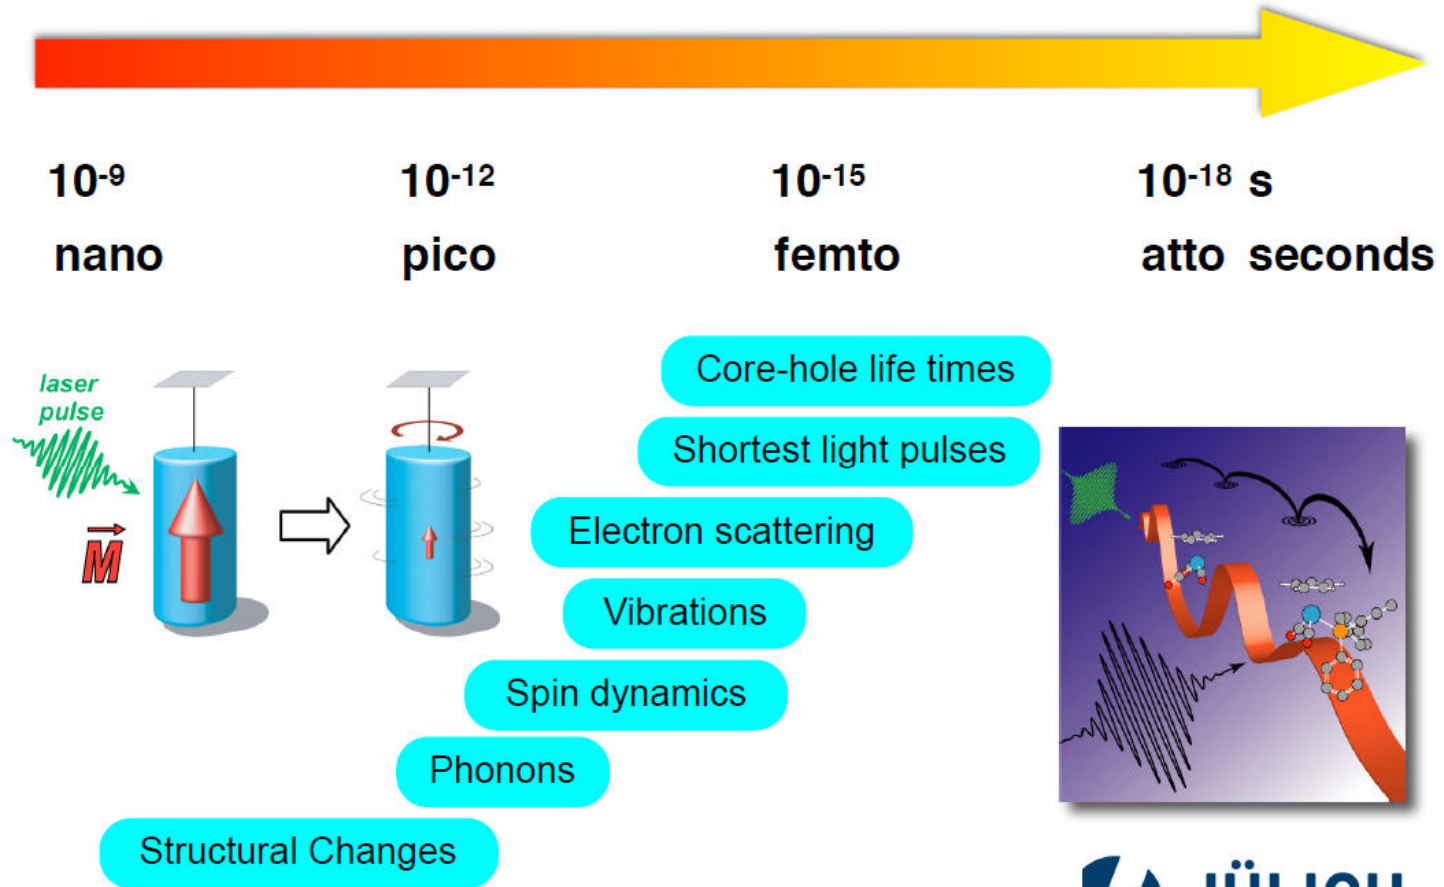 10⁻⁹ 10⁻¹² 10⁻¹⁵ 10⁻¹⁸ s
nano pico femto atto seconds
Core-hole life times
laser
pulse
Shortest light pulses
M
Electron scattering
Vibrations
Spin dynamics
Phonons
Structural Changes
JÜLICH